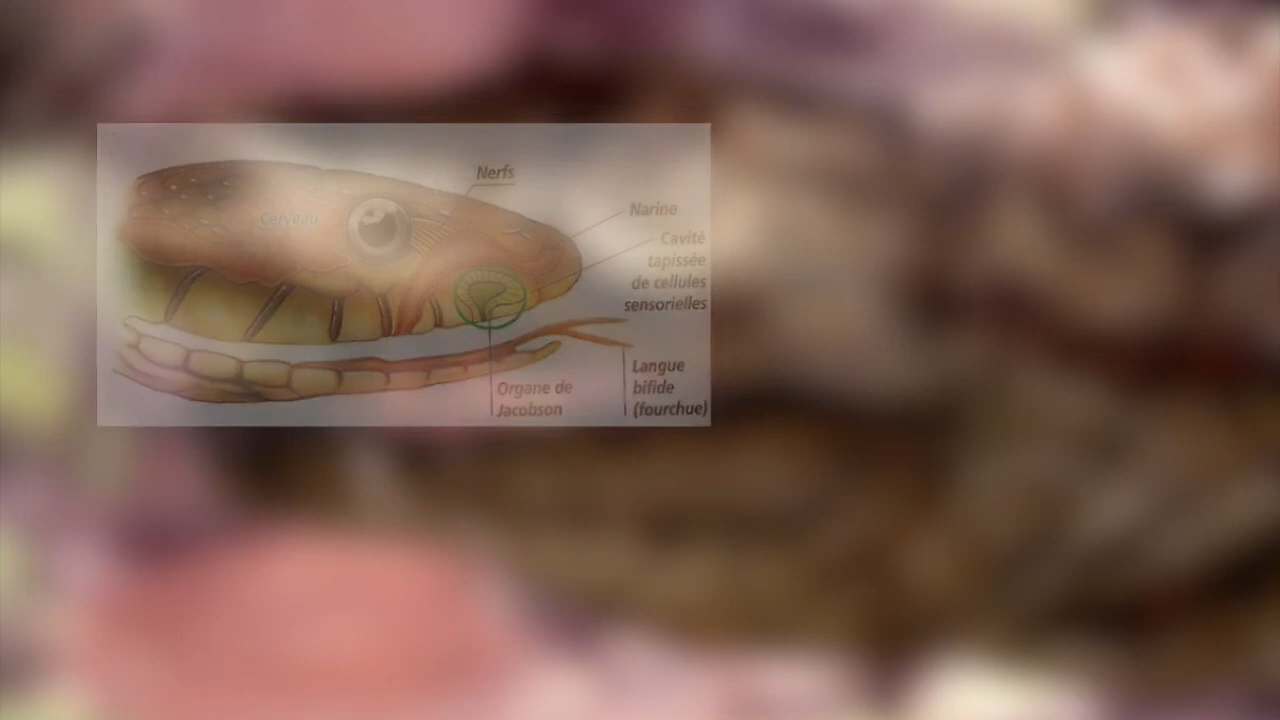 Nerfs
Cerveau
Narine
Cavité
tapissée
de cellules
sensorielles
Organe de
Jacobson
Langue
bifide
(fourchue)